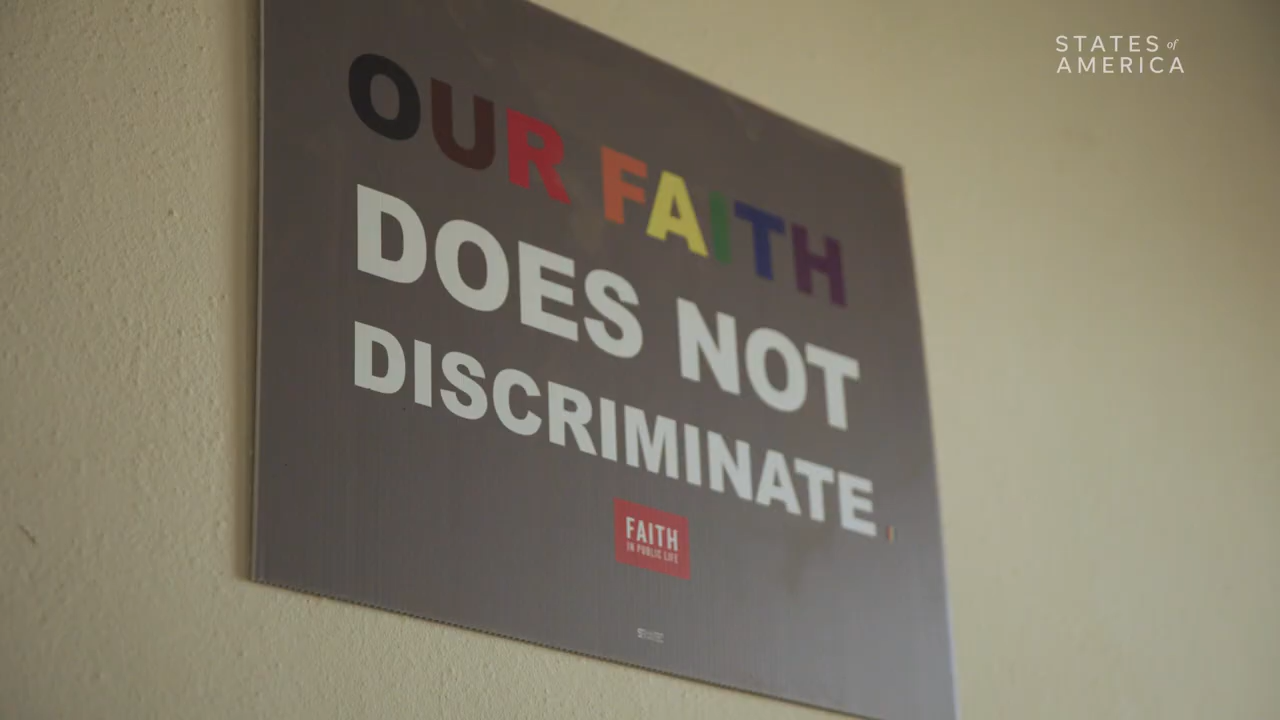 STATES of
AMERICA
OUR FAITH
DOES NOT
DISCRIMINATE.
FAITH
IN PUBLIC LIFE